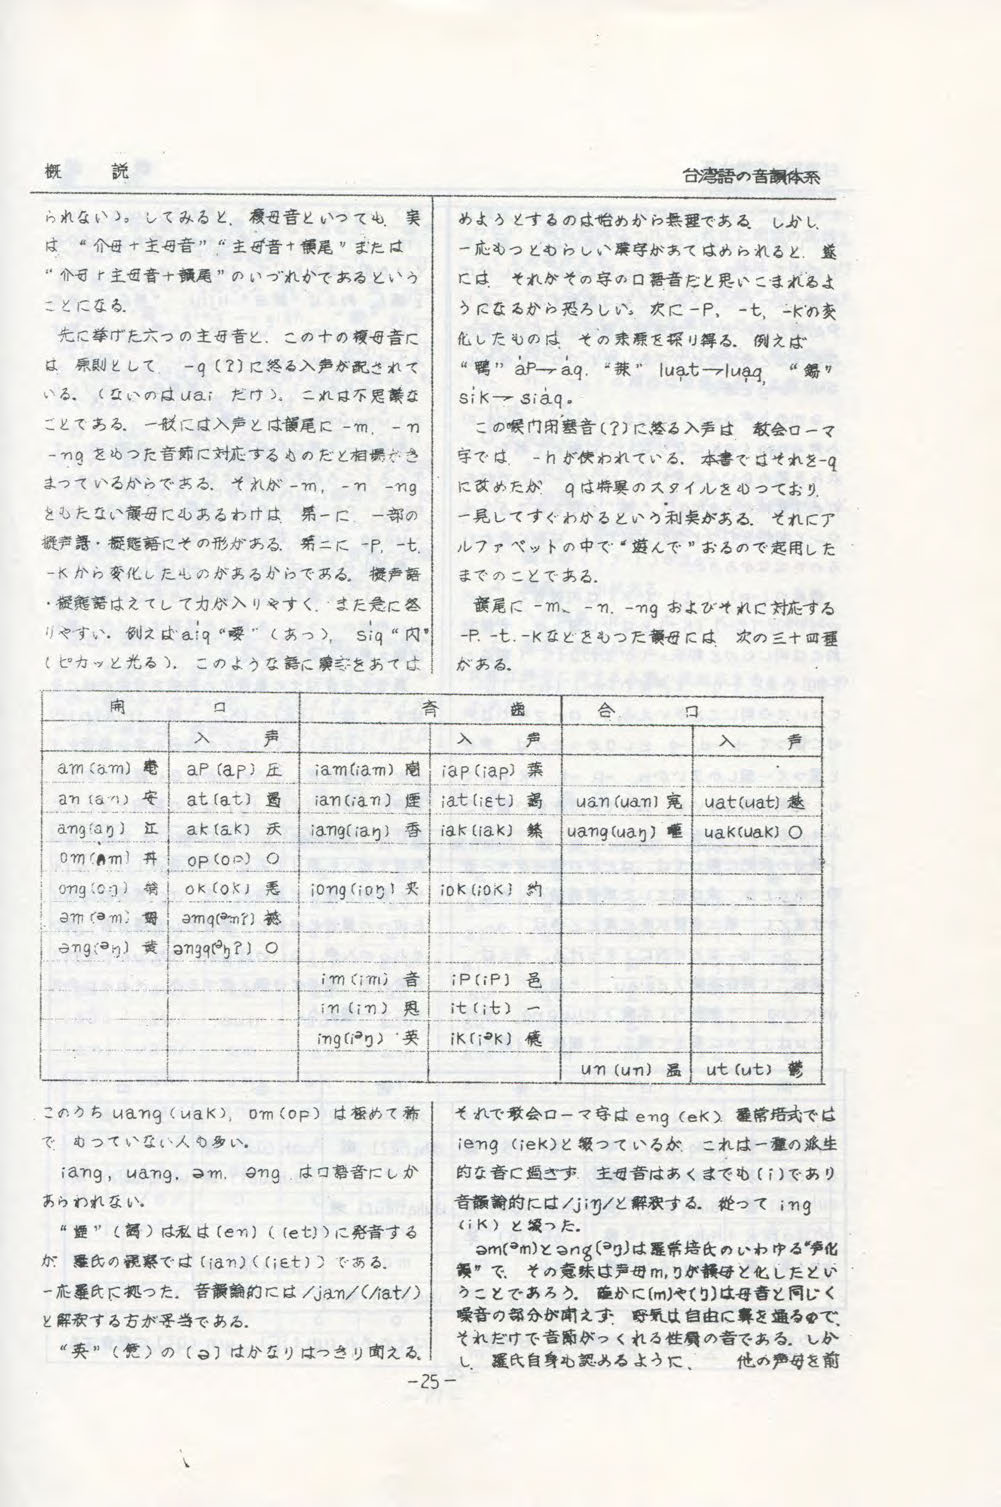 概 説
台湾語の音韻体系
られない)。してみると、複母音といつても、実
は “介母+主母音”“主母音+韻尾”または
“介母+主母音+韻尾”のいづれかであるという
ことになる。
先に挙げた六つの主母音と、この十の複母音に
は 原則として、 -q (?)に終る入声が配されて
いる。(ないのはuai だけ)。これは不思議な
ことである。一般には入声とは韻尾に -m, -n
-ng をもつた音節に対応するものだと相場がき
まつているからである。それが -m, -n -ng
をもたない韻母にもあるわけは 第一に 一部の
擬声語・擬態語にその形がある。第二に -P, -t,
-K から変化したものがあるからである。擬声語
・擬態語はえてして力が入りやすく、また急に終
りやすい。例えば aiq “嗳” (あっ), siq “闪”
(ピカッと光る)。このような語に漢字をあては
めようとするのは始めから無理である。しかし、
一応もつともらしい漢字があてはめられると、遂
には それがその字の口語音だと思いこまれるよ
うになるから恐ろしい。次に -P, -t, -Kの変
化したものは その来源を探り得る。例えば
“鴨” aP→aq, “辣” luat→luaq, “錫”
siK→siaq。
この喉門閉塞音(?)に終る入声は 教会ローマ
字では -h が使われている。本書ではそれを-q
に改めたが qは特異のスタイルをもつており、
一見してすぐわかるという利点がある。それにア
ルファベットの中で“遊んで”おるので起用した
までのことである。
韻尾に -m、-n, -ng およびそれに対応する
-P, -t, -K などをもつた韻母には 次の三十四種
がある。
開 口 斉 歯 合 口
入 声 入 声 入 声
am (am) 庵 aP (aP) 圧 iam(iam) 閹 iap (iap) 葉
an (an) 安 at (at) 遏 ian(ian) 煙 iat(iɛt) 謁 uan(uan) 寃 uat(uat) 越
ang(aŋ) 江 ak (ak) 沃 iang(iaŋ) 香 iak (iak) uang(uaŋ) 嚾 uak(uaK) ○
om(m) 丼 op (op) ○
ong(oŋ) 翁 oK (oK) 悪 iong(ioŋ) 央 ioK (ioK) 約
əm (əm) 姆 əmq(əm?)
əng(əŋ) 黄 əngq(əŋ?) ○
im (im) 音 iP (iP) 邑
in (in) 恩 it (it) 一
ing(iəŋ) 英 iK(iəK) 億
un (un) 温 ut (ut) 鬱
このうち uang (uaK), om (op) は極めて稀
で もつていない人も多い。
iang, uang, əm, əng は口語音にしか
あらわれない。
“煙”(謁)は私は(en) ((et))に発音する
が 羅氏の観察では (ian) ((iɛt)) である。
一応羅氏に拠つた。音韻論的には /jan/(/iat/)
と解釈する方が妥当である。
“英”(億)の(ə)はかなりはつきり聞える。
それで教会ローマ字は eng (eK) 羅常培式では
ieng (ieK)と綴つているが、これは一種の派生
的な音に過ぎず 主母音はあくまでも(i)であり
音韻論的には /jiŋ/と解釈する。従つて ing
(iK) と綴つた。
əm(əm)とəng(əŋ)は羅常培氏のいわゆる“声化
韻”で、その意味は声母m, ŋが韻母と化したとい
うことであろう。確かに(m)や(ŋ)は母音と同じく
噪音の部分が聞えず 呼気は自由に鼻を通るので、
それだけで音節がつくれる性質の音である。しか
し、羅氏自身も認めるように、 他の声母を前
-25-